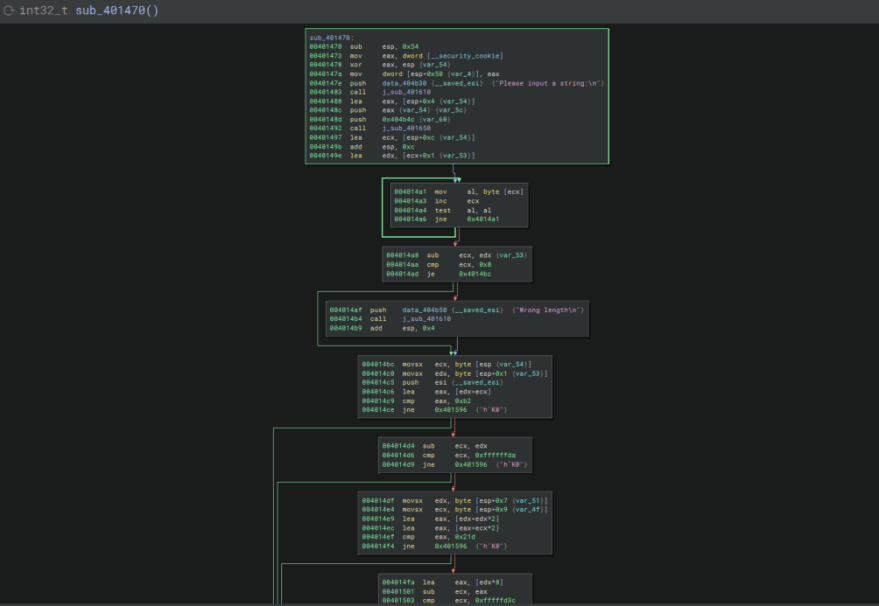 int32_t sub_401470()
sub_401470:
00401470 sub esp, 0x54
00401473 mov eax, dword [__security_cookie]
00401478 xor eax, esp {var_54}
0040147a mov dword [esp+0x50 {var_4}], eax
0040147e push data_404b30 {__saved_esi} {"Please input a string:\n"}
00401483 call j_sub_401610
00401488 lea eax, [esp+0x4 {var_54}]
0040148c push eax {var_54} {var_5c}
0040148d push 0x404b4c {var_60}
00401492 call j_sub_401650
00401497 lea ecx, [esp+0xc {var_54}]
0040149b add esp, 0xc
0040149e lea edx, [ecx+0x1 {var_53}]
004014a1 mov al, byte [ecx]
004014a3 inc ecx
004014a4 test al, al
004014a6 jne 0x4014a1
004014a8 sub ecx, edx {var_53}
004014aa cmp ecx, 0x8
004014ad je 0x4014bc
004014af push data_404b50 {__saved_esi} {"Wrong length\n"}
004014b4 call j_sub_401610
004014b9 add esp, 0x4
004014bc movsx ecx, byte [esp {var_54}]
004014c0 movsx edx, byte [esp+0x1 {var_53}]
004014c5 push esi {__saved_esi}
004014c6 lea eax, [edx+ecx]
004014c9 cmp eax, 0xb2
004014ce jne 0x401596 {"h`K@"}
004014d4 sub ecx, edx
004014d6 cmp ecx, 0xffffffda
004014d9 jne 0x401596 {"h`K@"}
004014df movsx edx, byte [esp+0x7 {var_51}]
004014e4 movsx ecx, byte [esp+0x9 {var_4f}]
004014e9 lea eax, [edx+edx*2]
004014ec lea eax, [eax+ecx*2]
004014ef cmp eax, 0x21d
004014f4 jne 0x401596 {"h`K@"}
004014fa lea eax, [edx*8]
00401501 sub ecx, eax
00401503 cmp ecx, 0xfffffd3c